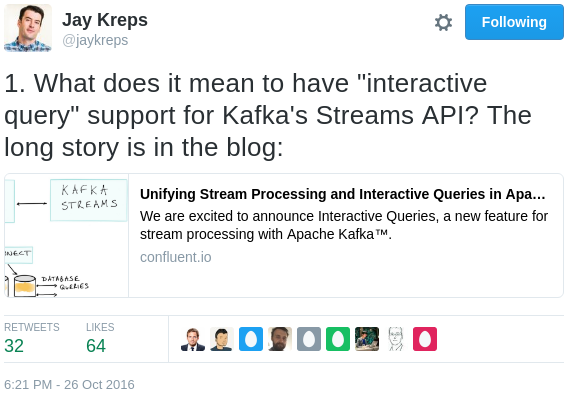 Jay Kreps
@jaykreps
Following
1. What does it mean to have "interactive
query" support for Kafka's Streams API? The
long story is in the blog:
KAFKA
STREAMS
NNECT
DATABASE
QUERIES
Unifying Stream Processing and Interactive Queries in Apa...
We are excited to announce Interactive Queries, a new feature for
stream processing with Apache Kafka™.
confluent.io
RETWEETS
32
LIKES
64
6:21 PM - 26 Oct 2016